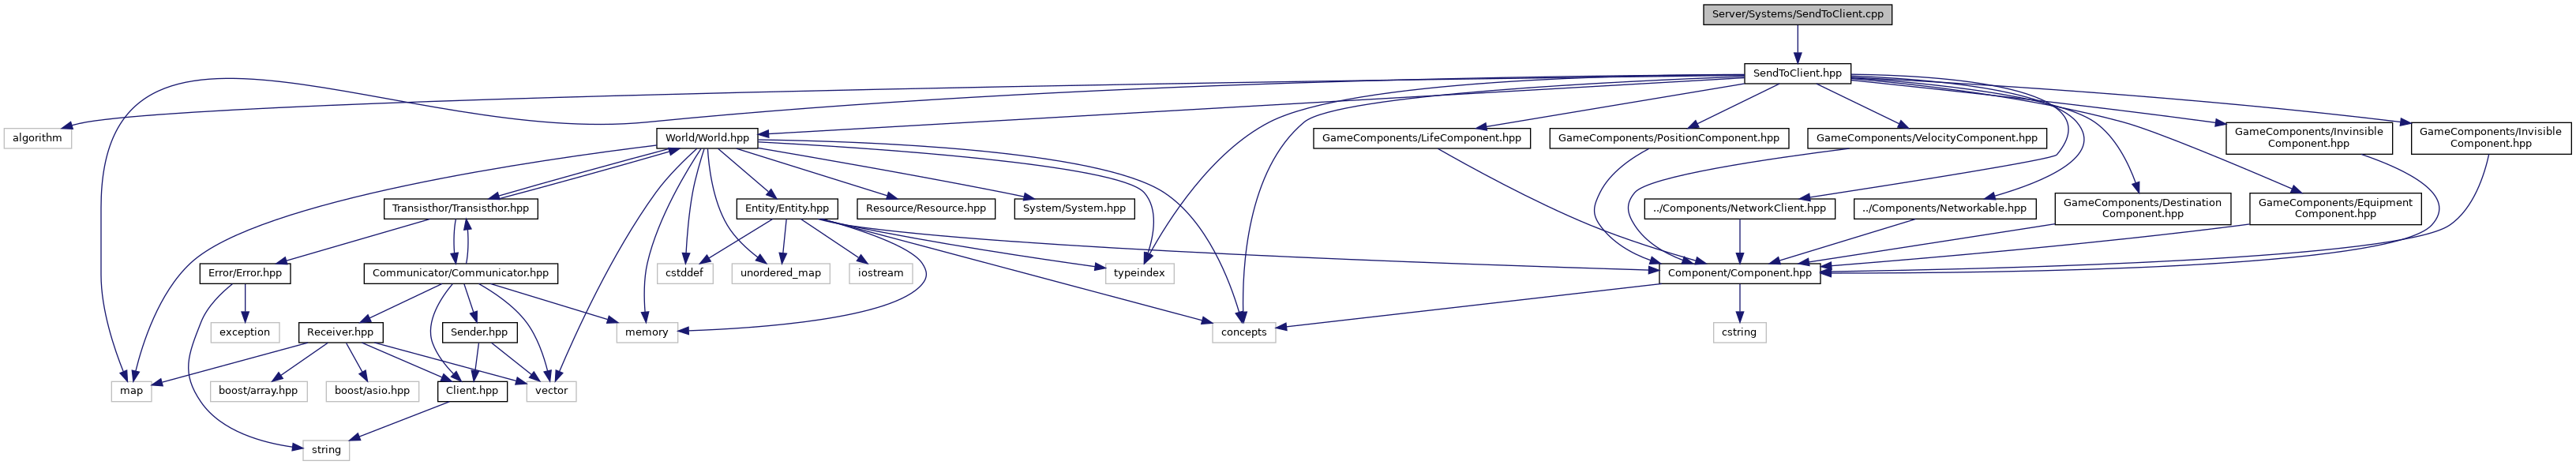 Server/Systems/SendToClient.cpp
SendToClient.hpp
algorithm
World/World.hpp
GameComponents/LifeComponent.hpp
GameComponents/PositionComponent.hpp
GameComponents/VelocityComponent.hpp
GameComponents/Invinsible
Component.hpp
GameComponents/Invisible
Component.hpp
Transisthor/Transisthor.hpp
Entity/Entity.hpp
Resource/Resource.hpp
System/System.hpp
../Components/NetworkClient.hpp
../Components/Networkable.hpp
GameComponents/Destination
Component.hpp
GameComponents/Equipment
Component.hpp
Error/Error.hpp
Communicator/Communicator.hpp
cstddef
unordered_map
iostream
typeindex
Component/Component.hpp
exception
Receiver.hpp
Sender.hpp
memory
concepts
cstring
map
boost/array.hpp
boost/asio.hpp
Client.hpp
vector
string